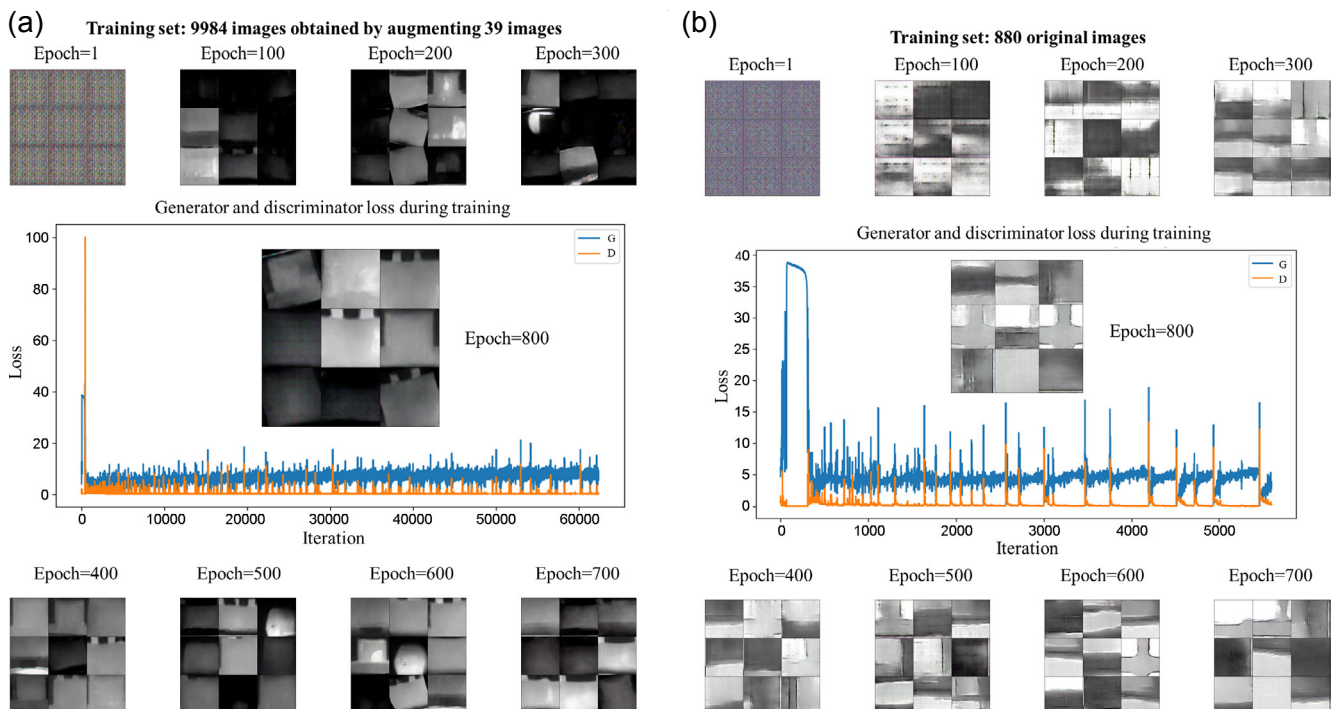 (a)
Training set: 9984 images obtained by augmenting 39 images
Epoch=1
Epoch=100
Epoch=200
Epoch=300
Generator and discriminator loss during training
100
80
60
40
20
0
Loss
G
D
Epoch=800
0
10000
20000
30000
40000
50000
60000
Iteration
Epoch=400
Epoch=500
Epoch=600
Epoch=700
(b)
Training set: 880 original images
Epoch=1
Epoch=100
Epoch=200
Epoch=300
Generator and discriminator loss during training
40
35
30
25
20
15
10
5
0
Loss
G
D
Epoch=800
0
1000
2000
3000
4000
5000
Iteration
Epoch=400
Epoch=500
Epoch=600
Epoch=700